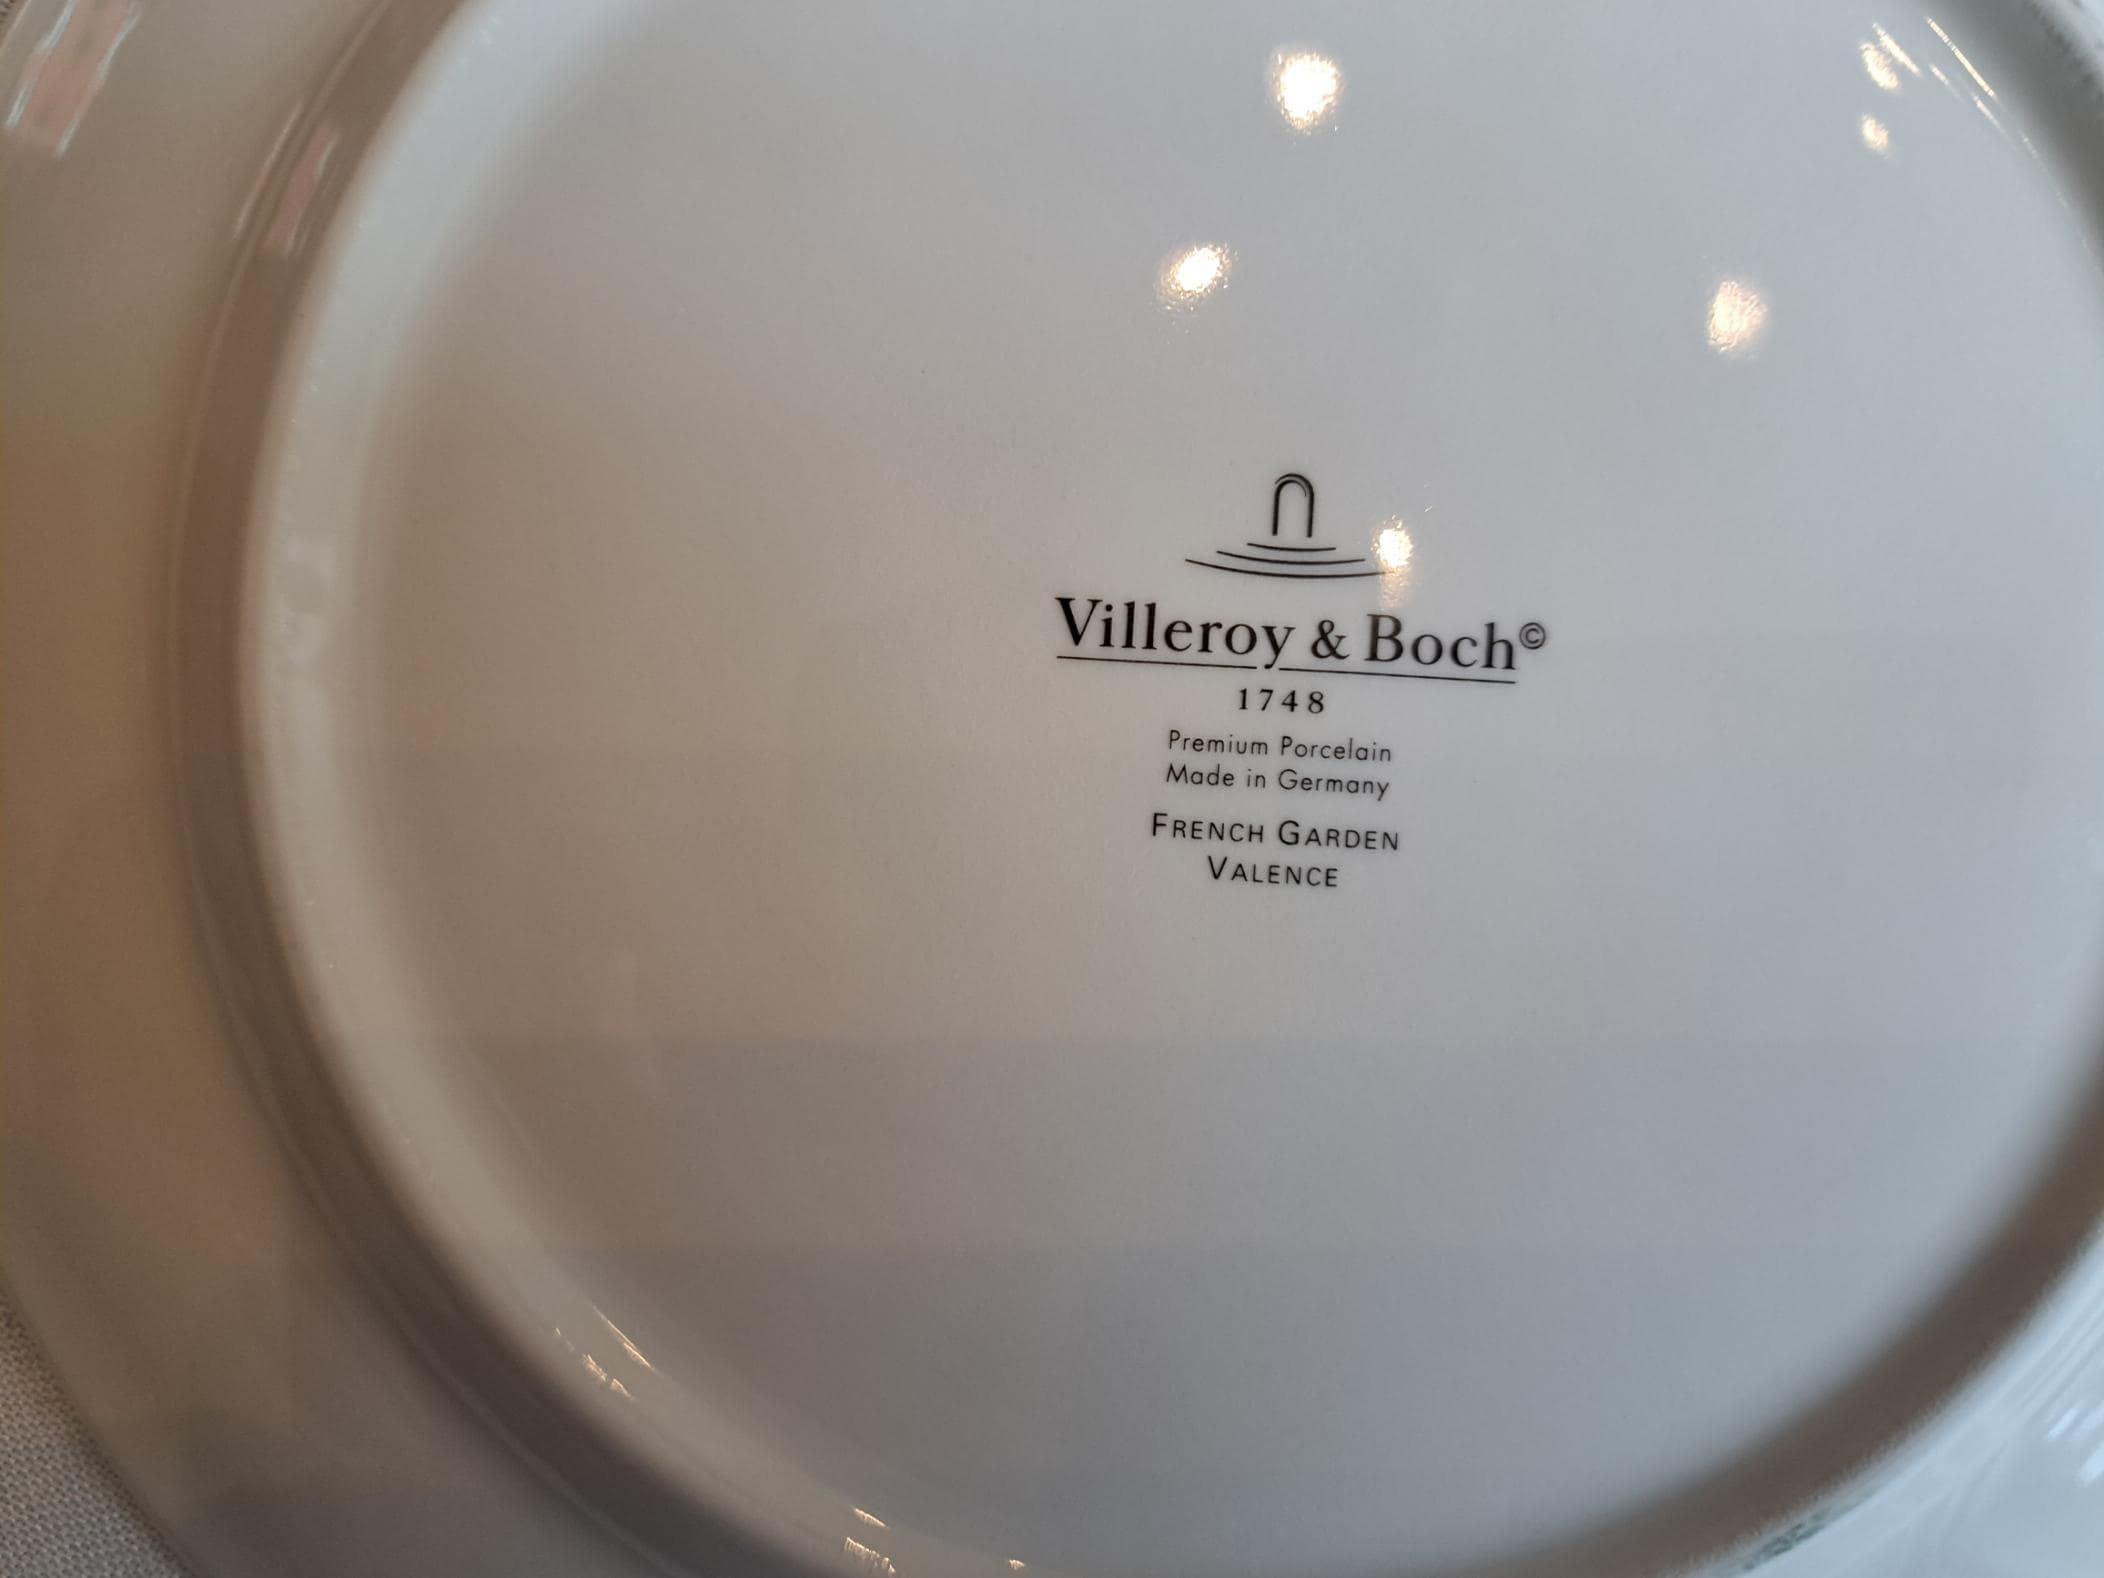 Villeroy & Boch©
1748
Premium Porcelain
Made in Germany
FRENCH GARDEN
VALENCE